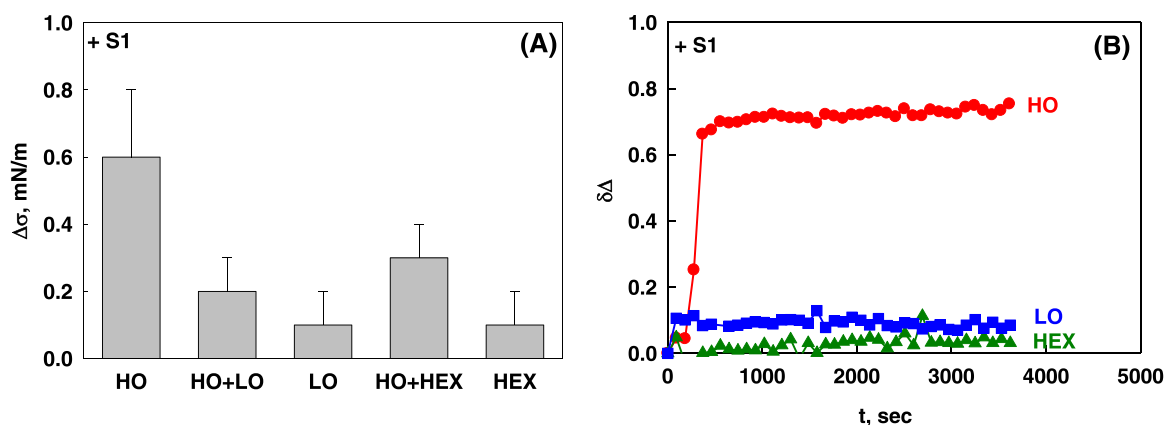 + S1
(A)
Δσ, mN/m
1.0
0.8
0.6
0.4
0.2
0.0
HO HO+LO LO HO+HEX HEX
+ S1
(B)
δΔ
1.0
0.8
0.6
0.4
0.2
0.0
HO
LO
HEX
0 1000 2000 3000 4000 5000
t, sec